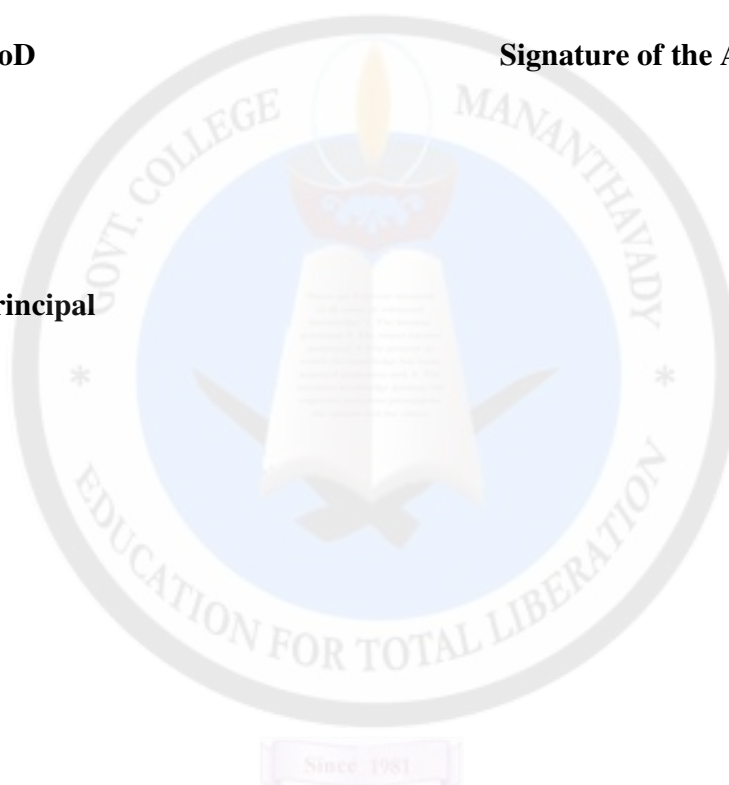 oD
Signature of the A
rincipal
GOVT. COLLEGE MANANTHAVADY
* *
EDUCATION FOR TOTAL LIBERATION
Since 1981